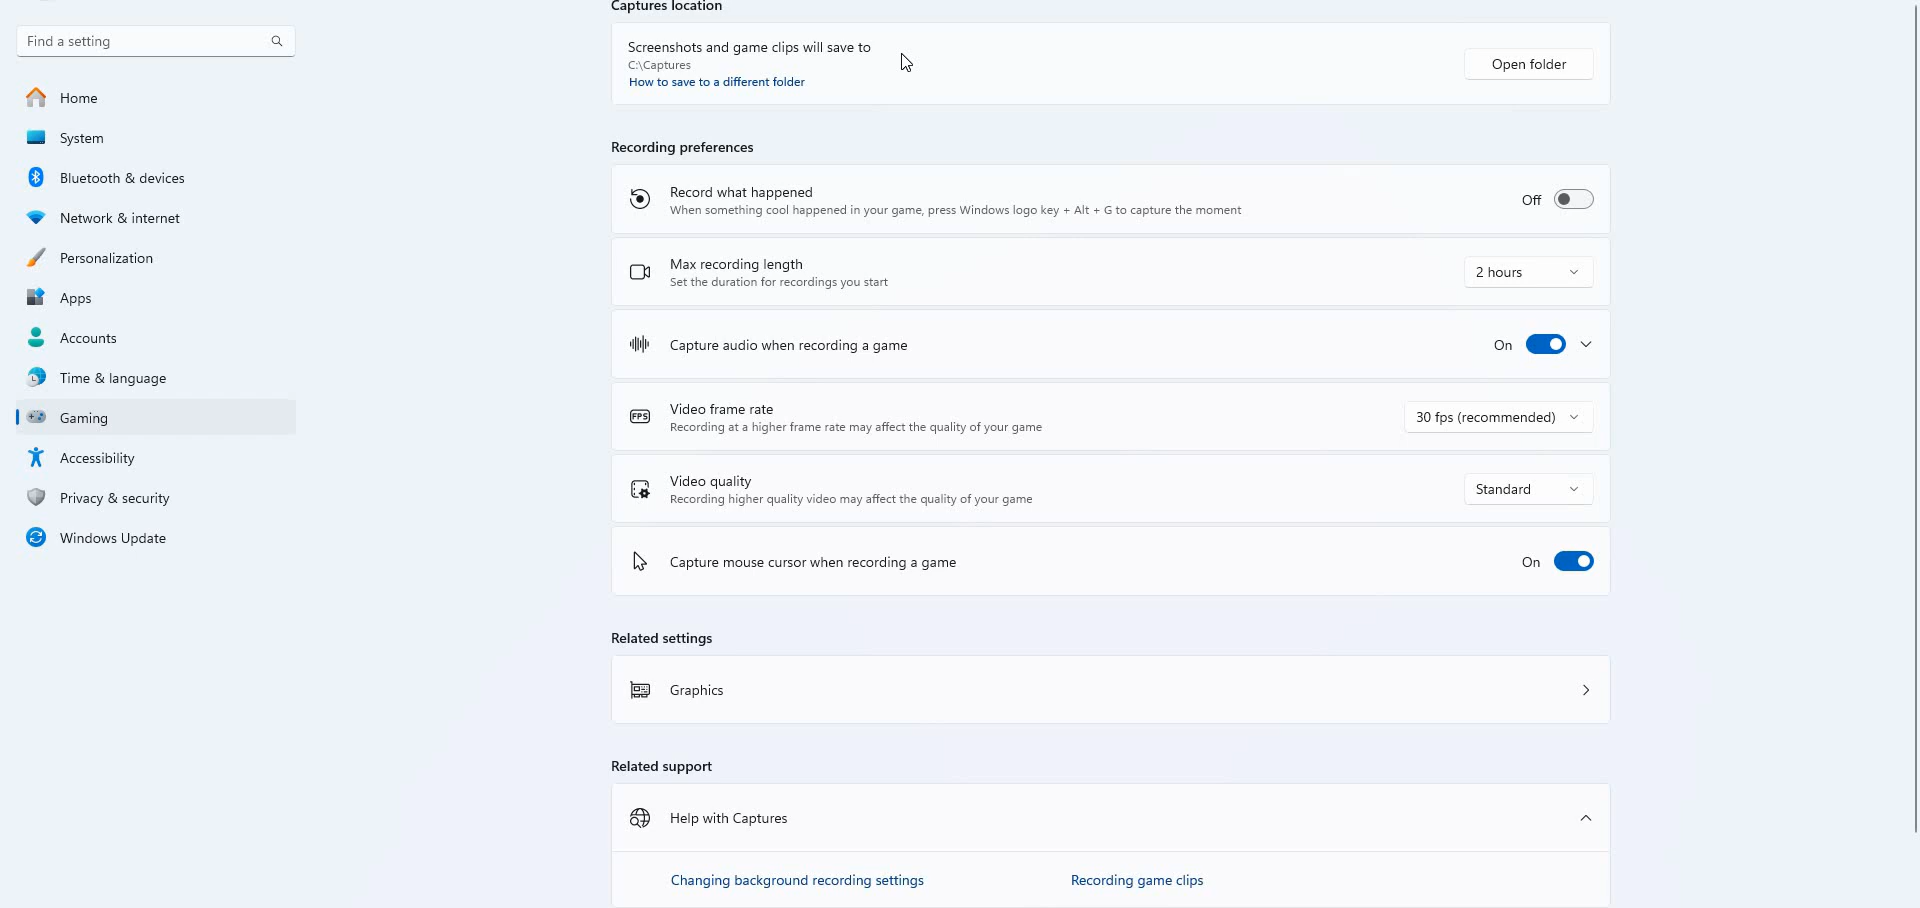 Find a setting
Home
System
Bluetooth & devices
Network & internet
Personalization
Apps
Accounts
Time & language
Gaming
Accessibility
Privacy & security
Windows Update
Captures location
Screenshots and game clips will save to
C:\Captures
How to save to a different folder
Open folder
Recording preferences
Record what happened
When something cool happened in your game, press Windows logo key + Alt + G to capture the moment
Off
Max recording length
Set the duration for recordings you start
2 hours
Capture audio when recording a game
On
FPS
Video frame rate
Recording at a higher frame rate may affect the quality of your game
30 fps (recommended)
Video quality
Recording higher quality video may affect the quality of your game
Standard
Capture mouse cursor when recording a game
On
Related settings
Graphics
Related support
Help with Captures
Changing background recording settings
Recording game clips